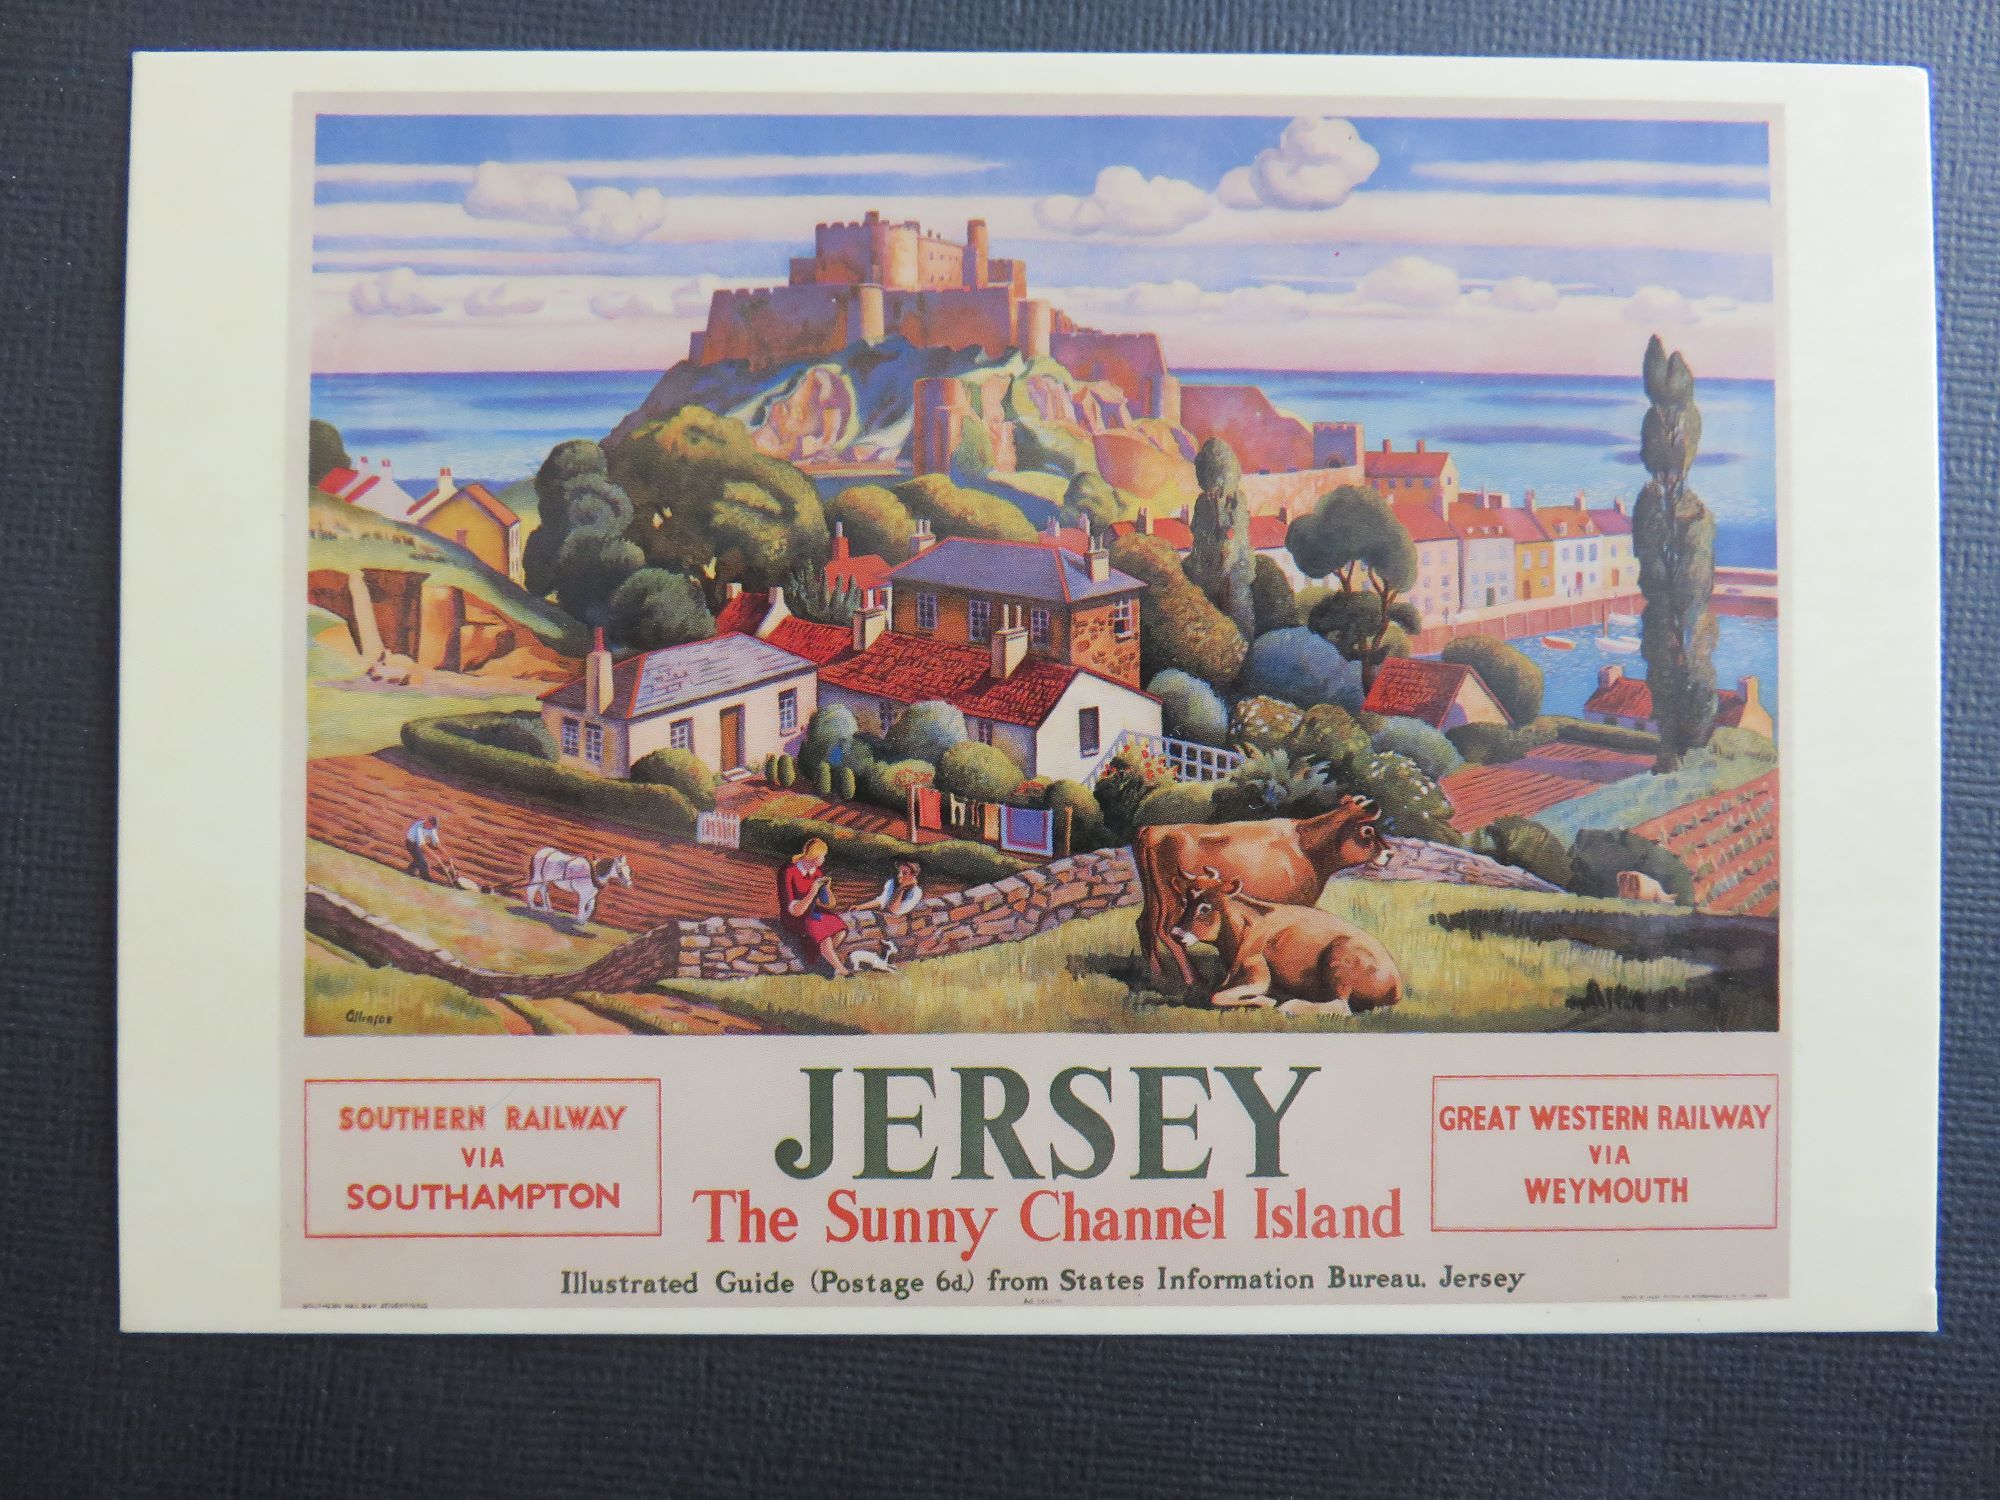 JERSEY
The Sunny Channel Island
SOUTHERN RAILWAY
VIA
SOUTHAMPTON
GREAT WESTERN RAILWAY
VIA
WEYMOUTH
Illustrated Guide (Postage 6d.) from States Information Bureau. Jersey